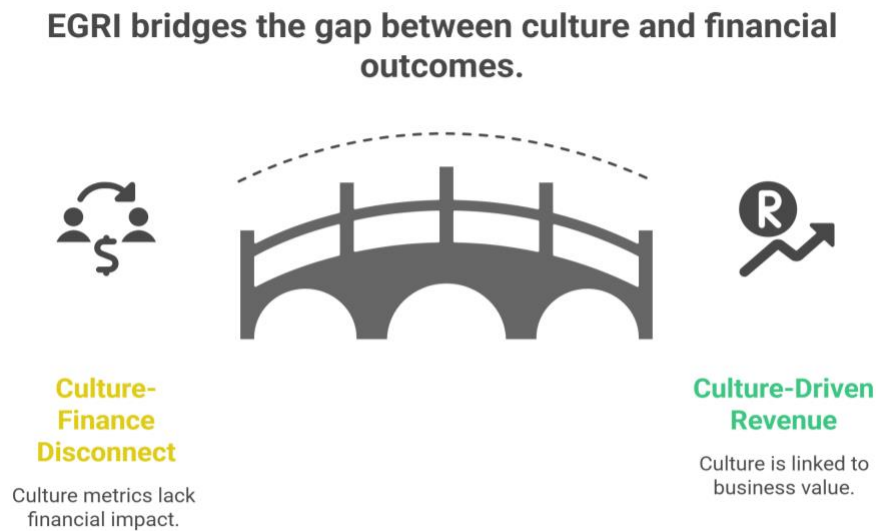 EGRI bridges the gap between culture and financial
outcomes.
$
R
Culture-
Finance
Disconnect
Culture metrics lack
financial impact.
Culture-Driven
Revenue
Culture is linked to
business value.